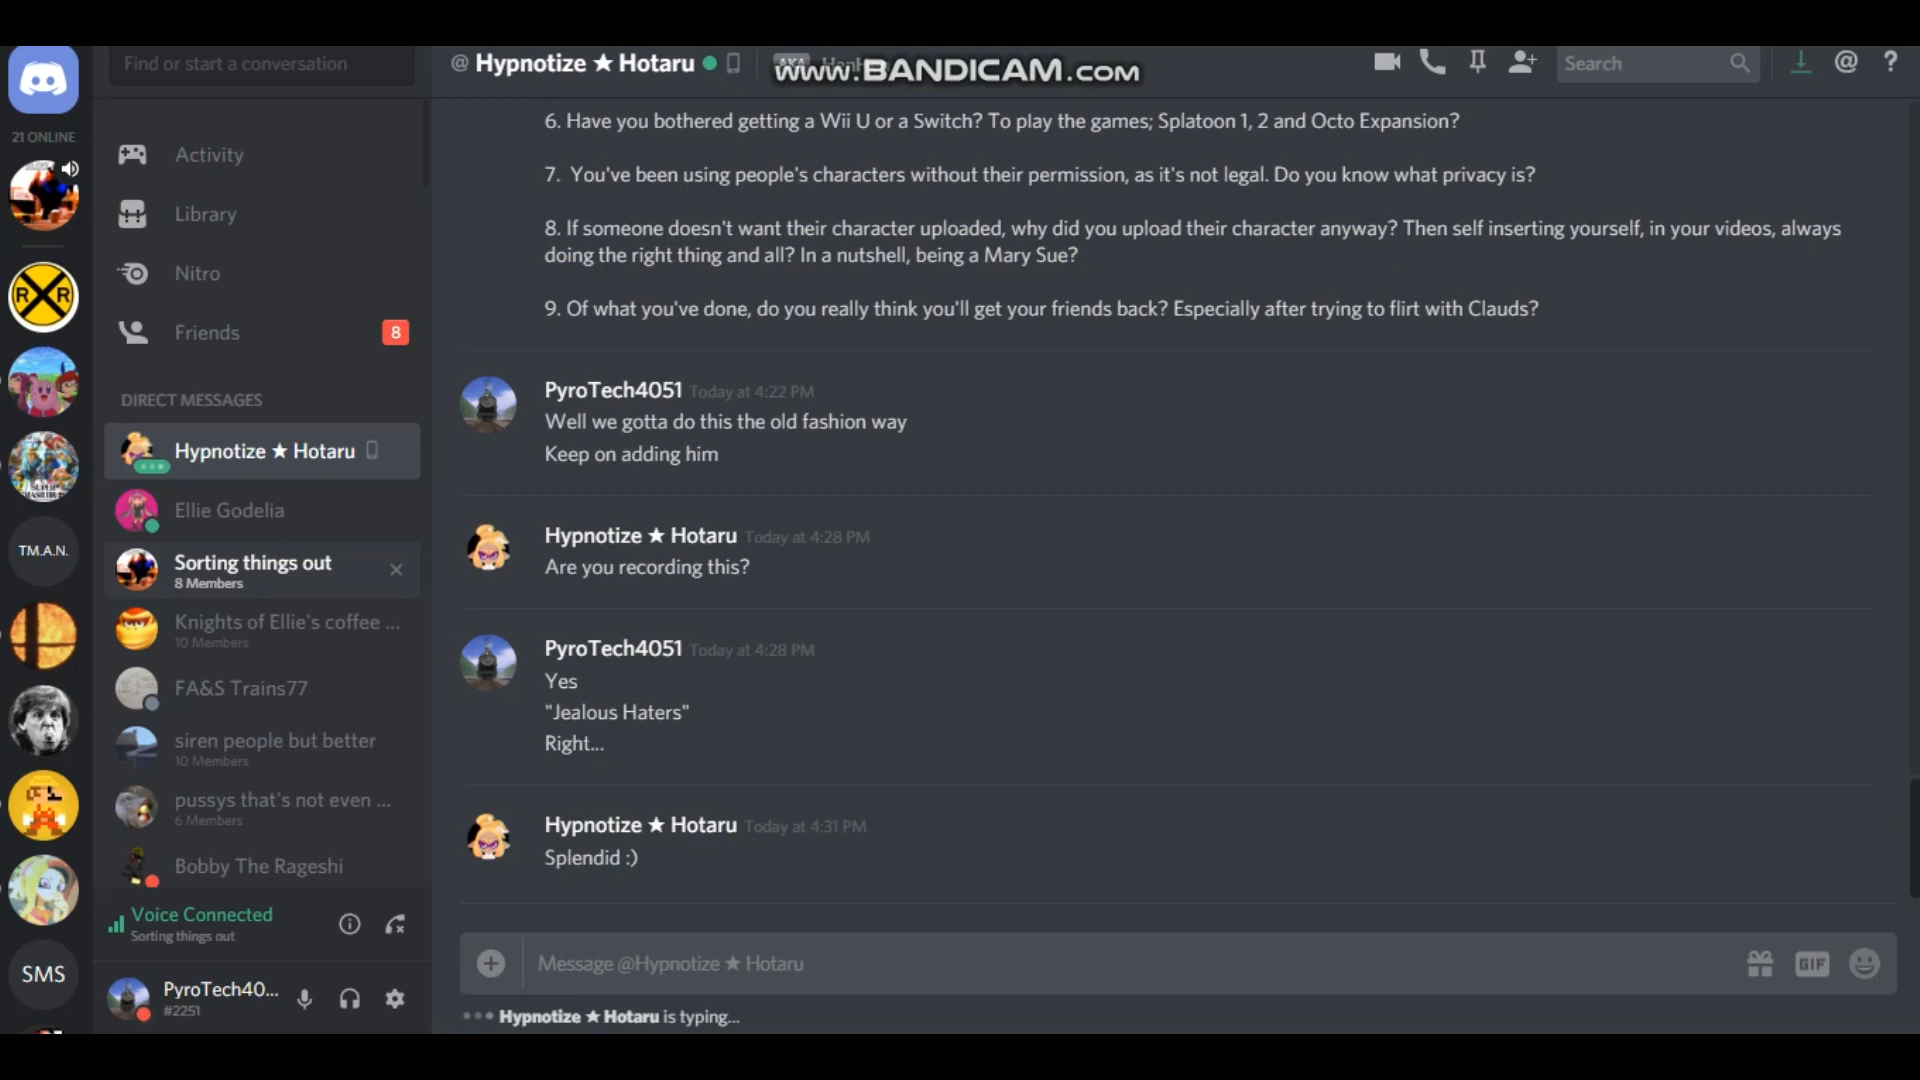 Find or start a conversation
@ Hypnotize ★ Hotaru
www.BANDICAM.com
Search
21 ONLINE
Activity
Library
Nitro
Friends
8
DIRECT MESSAGES
Hypnotize ★ Hotaru
Ellie Godelia
Sorting things out
8 Members
Knights of Ellie's coffee ...
10 Members
FA&S Trains77
siren people but better
10 Members
pussys that's not even ...
6 Members
Bobby The Rageshi
TM.A.N.
SMS
Voice Connected
Sorting things out
PyroTech40...
#2251
6. Have you bothered getting a Wii U or a Switch? To play the games; Splatoon 1, 2 and Octo Expansion?
7. You've been using people's characters without their permission, as it's not legal. Do you know what privacy is?
8. If someone doesn't want their character uploaded, why did you upload their character anyway? Then self inserting yourself, in your videos, always
doing the right thing and all? In a nutshell, being a Mary Sue?
9. Of what you've done, do you really think you'll get your friends back? Especially after trying to flirt with Clauds?
PyroTech4051 Today at 4:22 PM
Well we gotta do this the old fashion way
Keep on adding him
Hypnotize ★ Hotaru Today at 4:28 PM
Are you recording this?
PyroTech4051 Today at 4:28 PM
Yes
"Jealous Haters"
Right...
Hypnotize ★ Hotaru Today at 4:31 PM
Splendid :)
Message @Hypnotize ★ Hotaru
GIF
Hypnotize ★ Hotaru is typing...